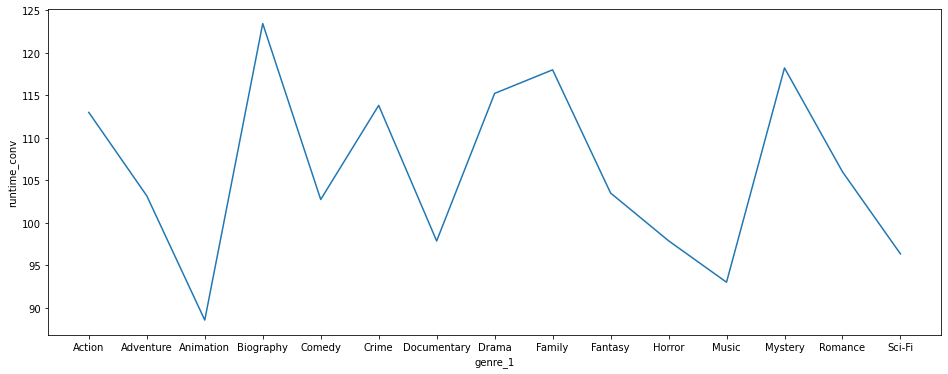 125
120
115
110
105
100
95
90
runtime_conv
Action Adventure Animation Biography Comedy Crime Documentary Drama Family Fantasy Horror Music Mystery Romance Sci-Fi
genre_1